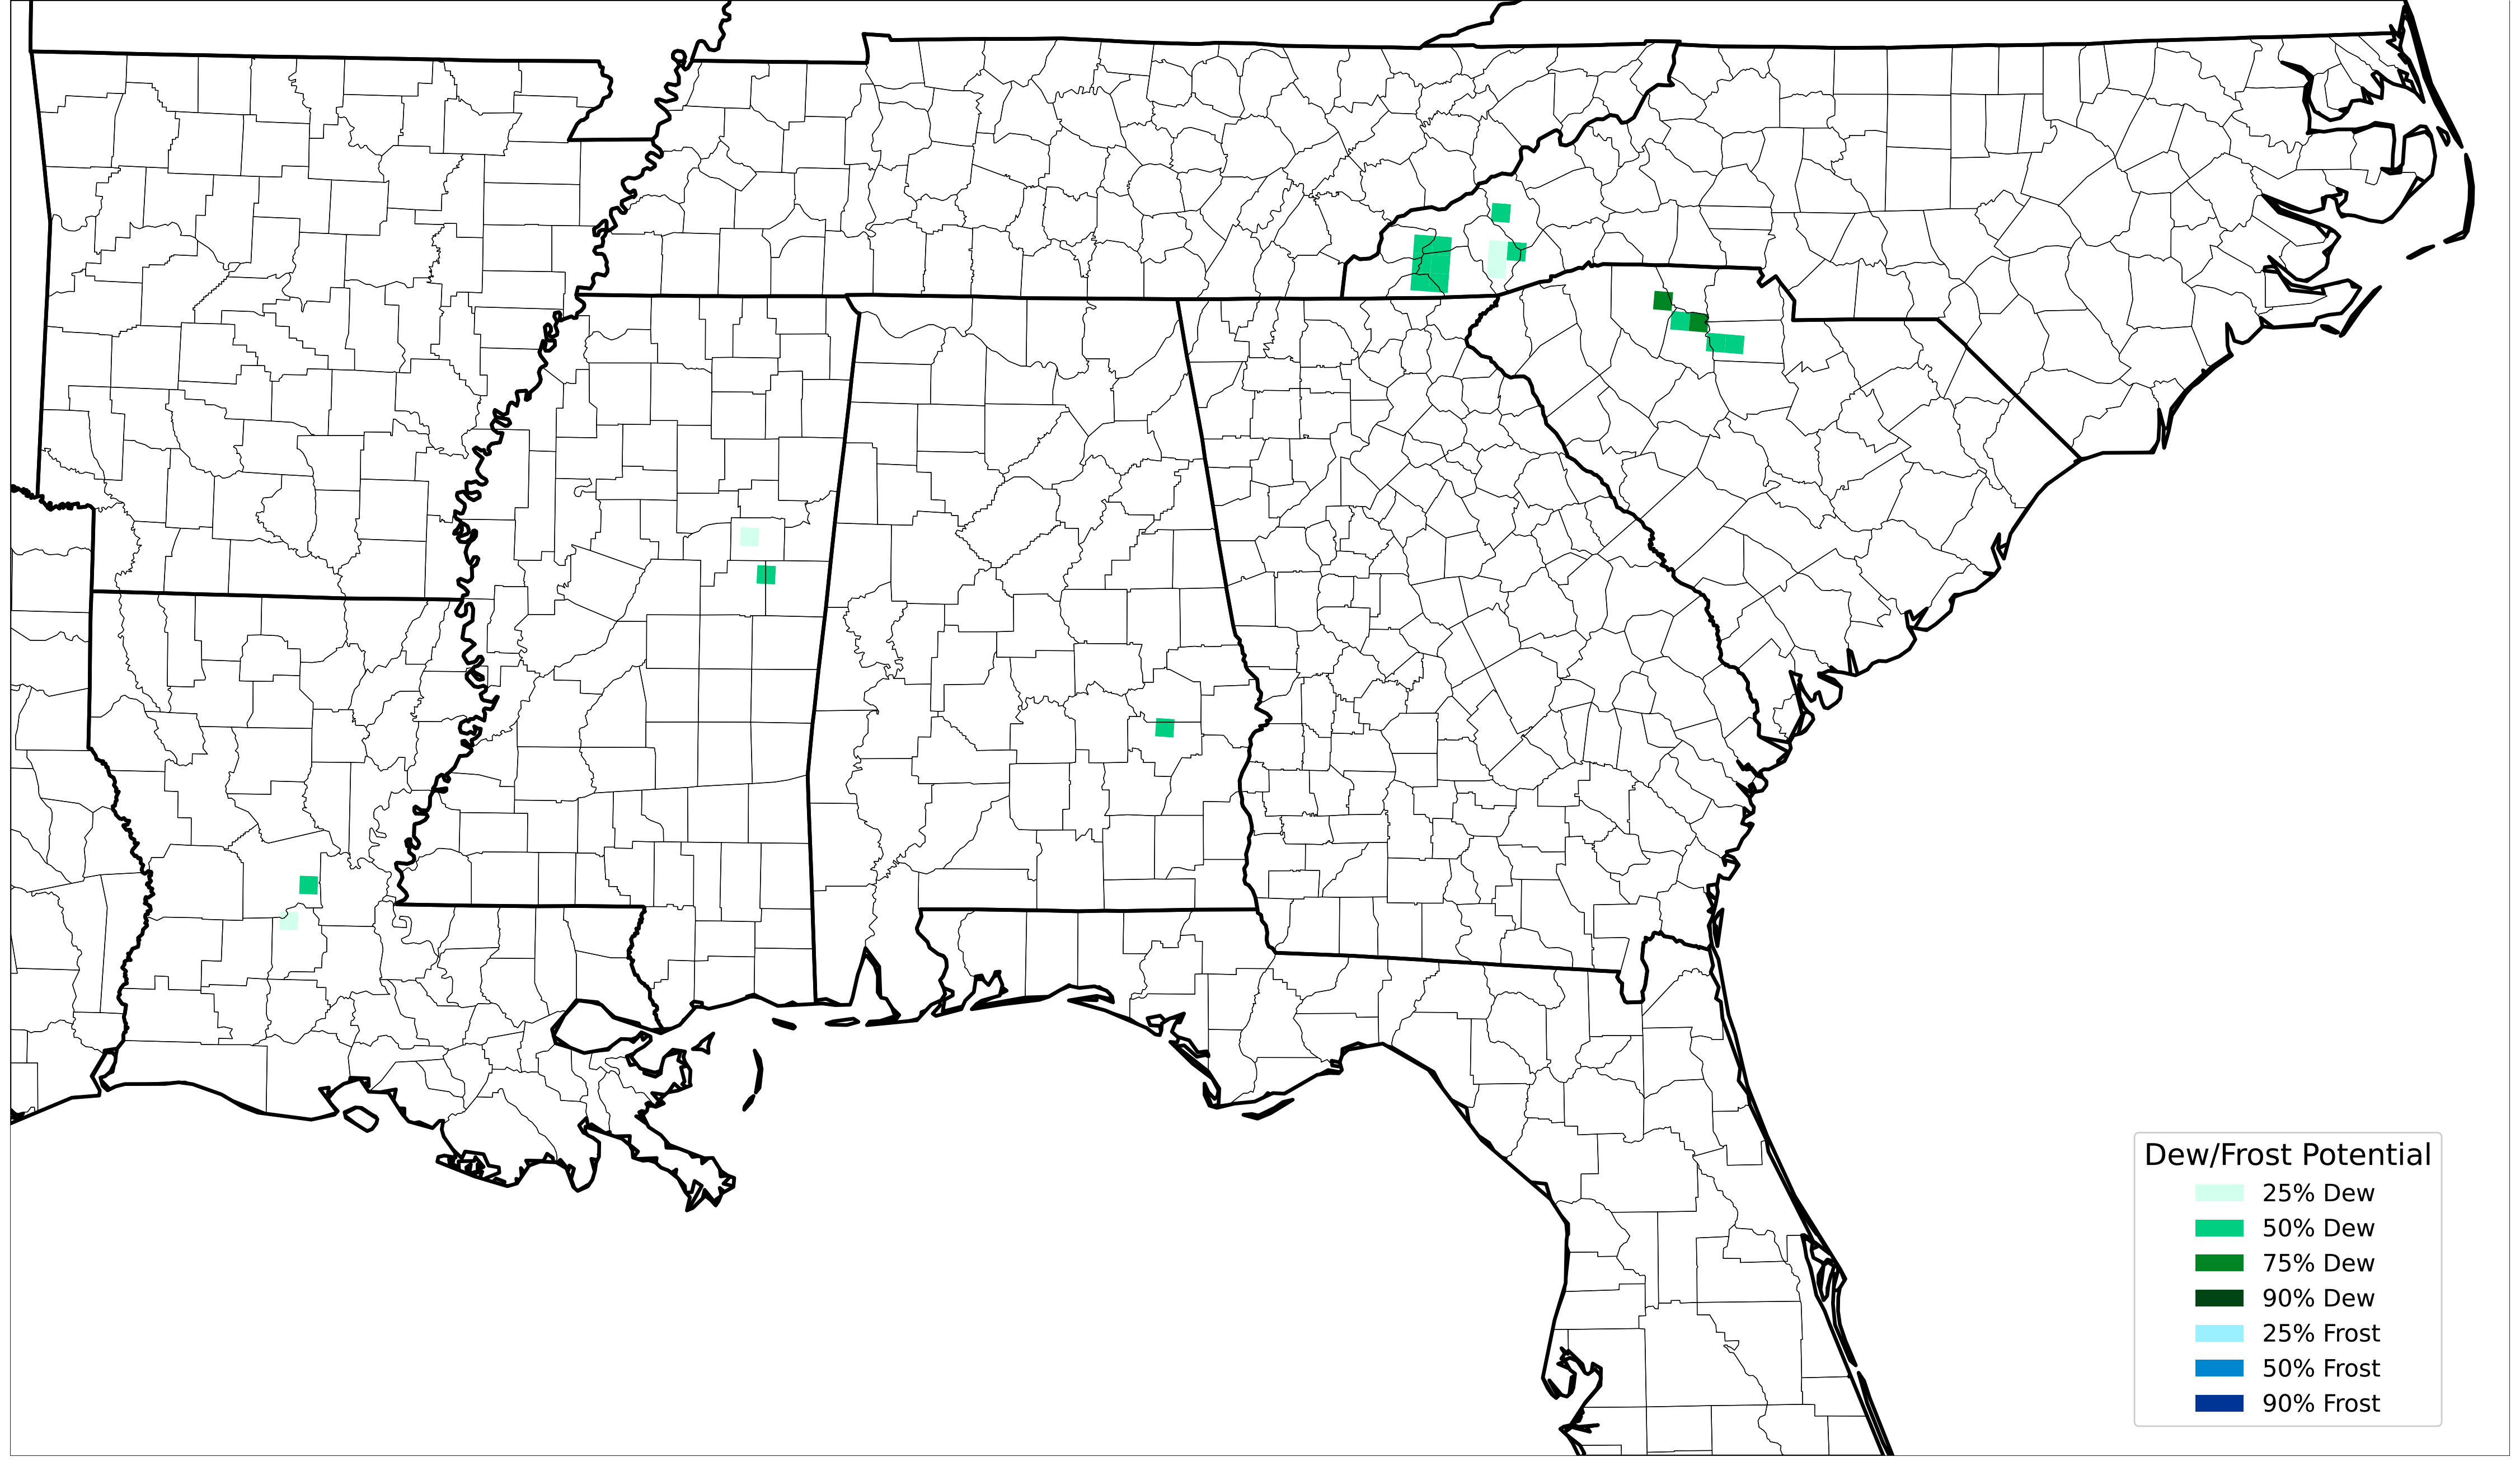 Dew/Frost Potential
25% Dew
50% Dew
75% Dew
90% Dew
25% Frost
50% Frost
90% Frost